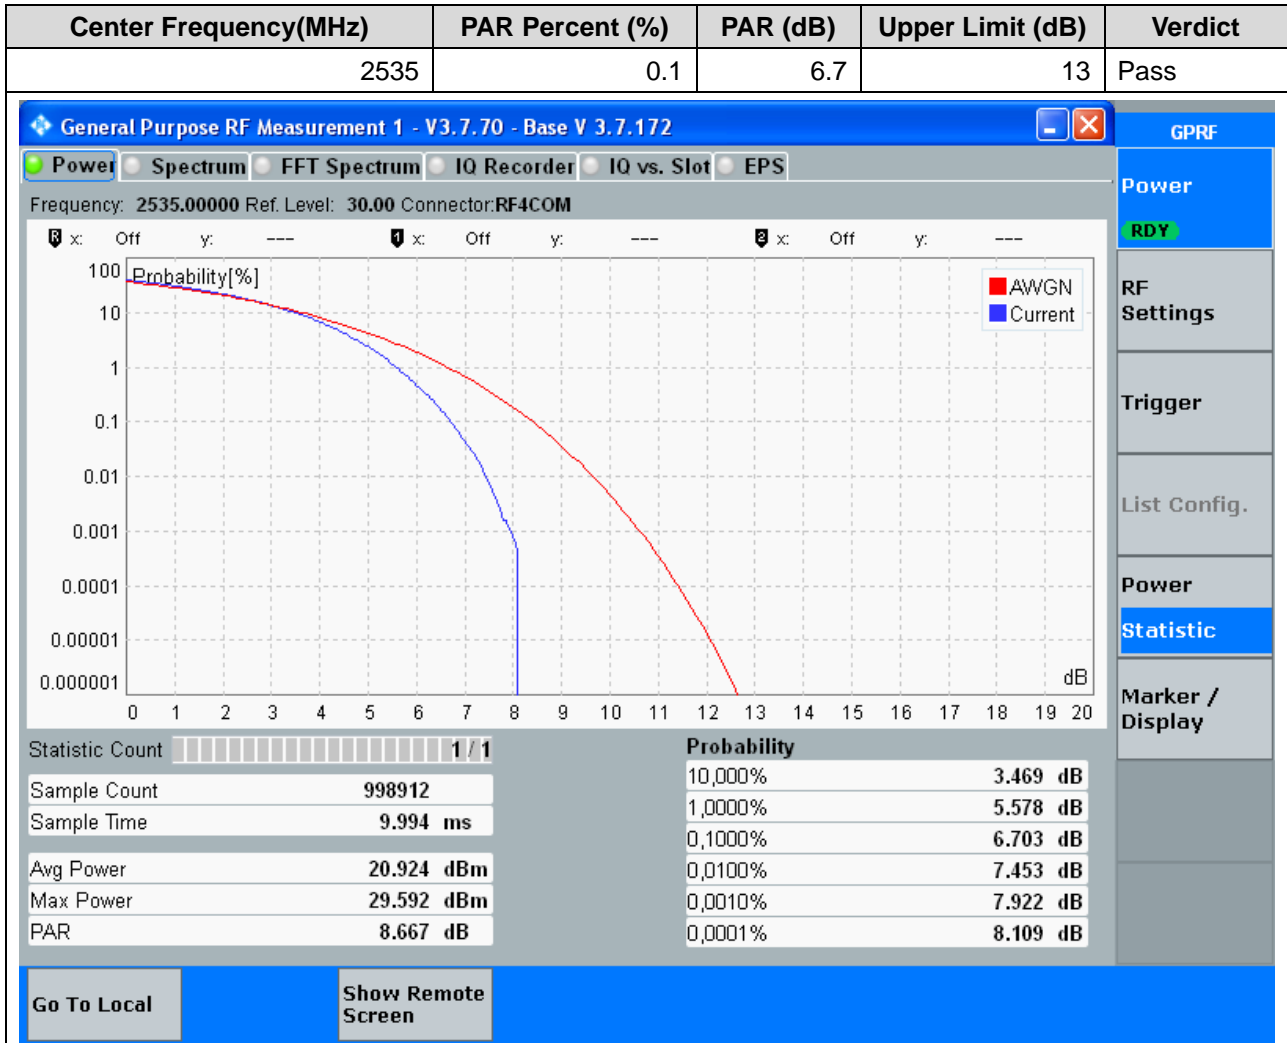 Center Frequency(MHz) PAR Percent (%) PAR (dB) Upper Limit (dB) Verdict
2535 0.1 6.7 13 Pass
General Purpose RF Measurement 1 - V3.7.70 - Base V 3.7.172
GPRF
Power Spectrum FFT Spectrum IQ Recorder IQ vs. Slot EPS
Power
RDY
Frequency: 2535.00000 Ref. Level: 30.00 Connector:RF4COM
R x: Off y: --- 1 x: Off y: --- 2 x: Off y: ---
Probability[%]
AWGN
Current
100
10
1
0.1
0.01
0.001
0.0001
0.00001
0.000001
dB
0 1 2 3 4 5 6 7 8 9 10 11 12 13 14 15 16 17 18 19 20
RF
Settings
Trigger
List Config.
Power
Statistic
Marker /
Display
Statistic Count 1 / 1
Sample Count 998912
Sample Time 9.994 ms
Avg Power 20.924 dBm
Max Power 29.592 dBm
PAR 8.667 dB
Probability
10,000% 3.469 dB
1,0000% 5.578 dB
0,1000% 6.703 dB
0,0100% 7.453 dB
0,0010% 7.922 dB
0,0001% 8.109 dB
Go To Local
Show Remote
Screen